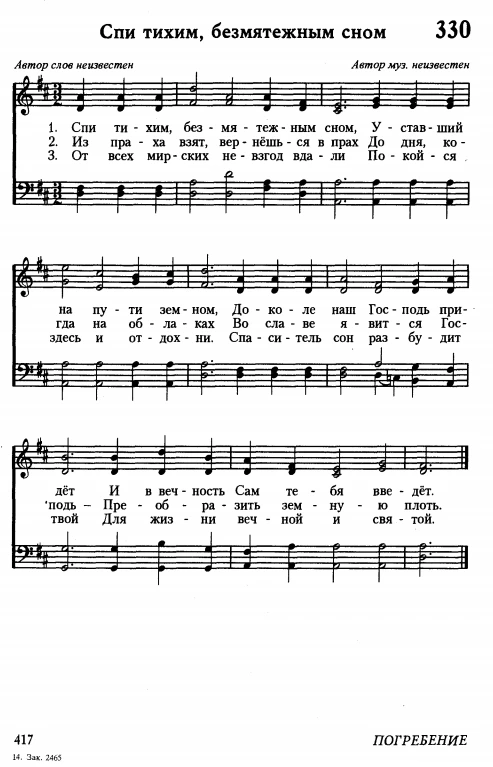 Спи тихим, безмятежным сном 330
Автор слов неизвестен Автор муз. неизвестен
1. Спи ти - хим, без - мя - теж - ным сном, У - став - ший
2. Из пра - ха взят, вер - нёшь - ся в прах До дня, ко -
3. От всех мир - ских не - взгод вда - ли По - кой - ся
на пу - ти зем - ном, До - ко - ле наш Гос - подь при -
гда на об - ла - ках Во сла - ве я - вит - ся Гос -
здесь и от - дох - ни. Спа - си - тель сон раз - бу - дит
дёт И в веч - ность Сам те - бя вве - дёт.
подь – Пре - об - ра - зить зем - ну - ю плоть.
твой Для жиз - ни веч - ной и свя - той.
417 ПОГРЕБЕНИЕ
14. Зак. 2465